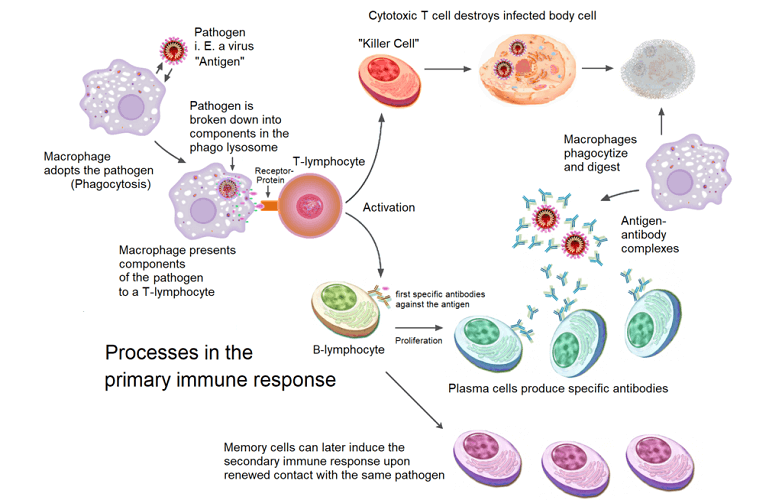 Cytotoxic T cell destroys infected body cell
Pathogen
i. E. a virus
"Antigen"
"Killer Cell"
Pathogen is
broken down into
components in the
phago lysosome
Macrophage
adopts the pathogen
(Phagocytosis)
Receptor-
Protein
T-lymphocyte
Macrophages
phagocytize
and digest
Activation
Antigen-
antibody
complexes
Macrophage presents
components
of the pathogen
to a T-lymphocyte
first specific antibodies
against the antigen
B-lymphocyte
Proliferation
Processes in the
primary immune response
Plasma cells produce specific antibodies
Memory cells can later induce the
secondary immune response upon
renewed contact with the same pathogen